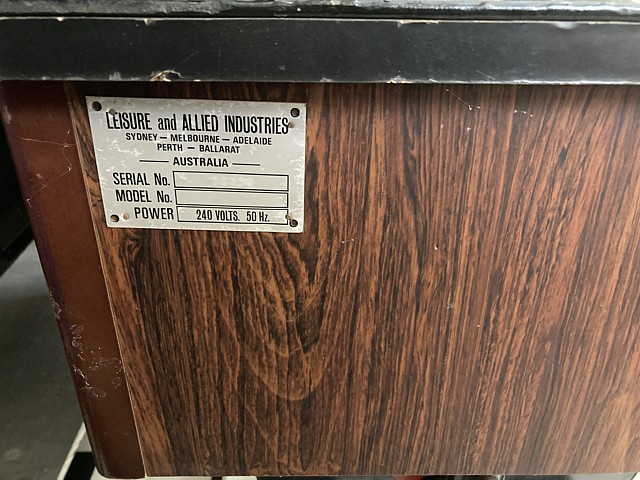 LEISURE and ALLIED INDUSTRIES
SYDNEY — MELBOURNE — ADELAIDE
PERTH — BALLARAT
— AUSTRALIA —
SERIAL No.
MODEL No.
POWER 240 VOLTS. 50 Hz.